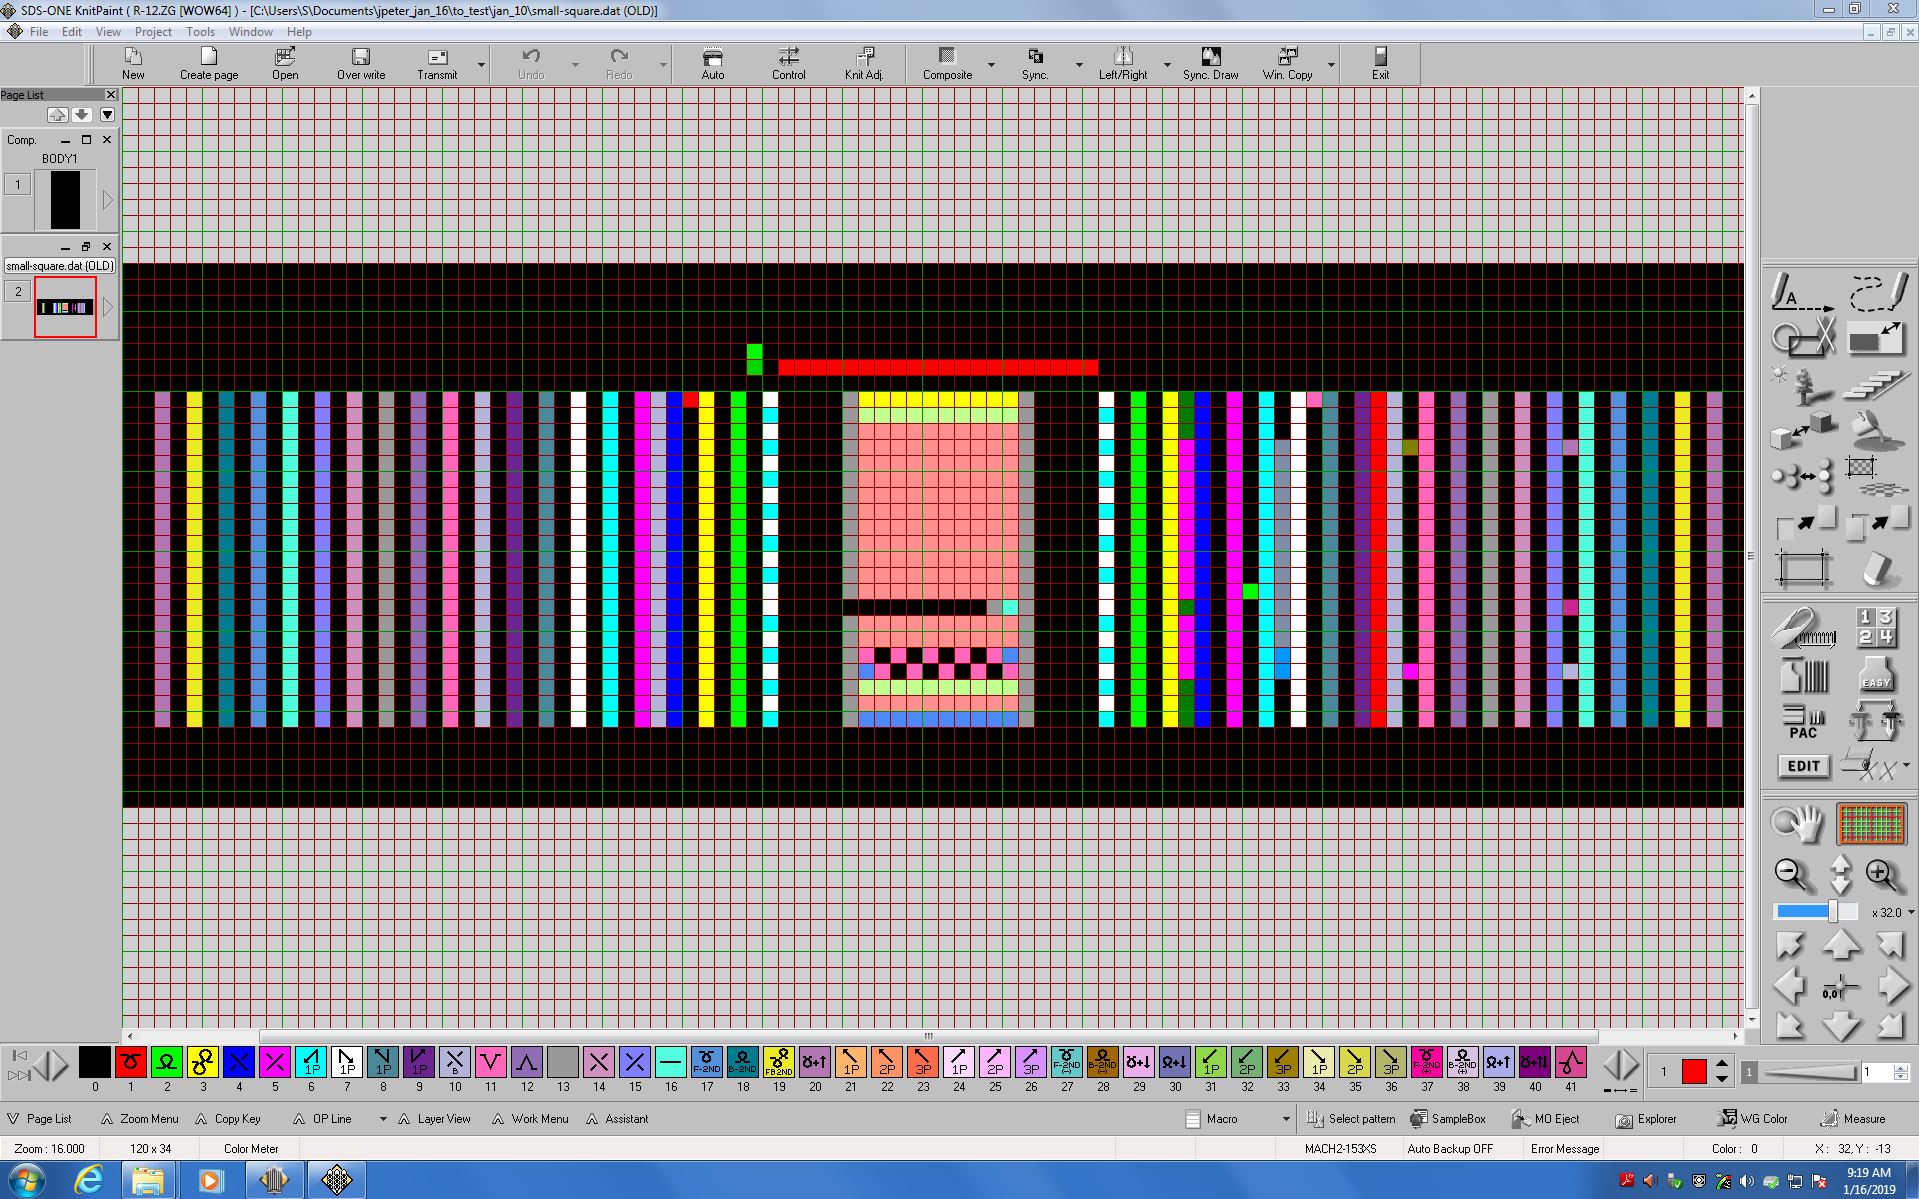 SDS-ONE KnitPaint ( R-12.ZG [WOW64] ) - [C:\Users\S\Documents\jpeter_jan_16\to_test\jan_10\small-square.dat (OLD)]
File Edit View Project Tools Window Help
New Create page Open Over write Transmit Undo Redo Auto Control Knit Adj. Composite Sync. Left/Right Sync. Draw Win. Copy Exit
Page List
Comp.
BODY1
1
small-square.dat (OLD)
2
A
1 3
2 4
EASY
PAC
EDIT
x 32.0
0,0
1P 1P 1P 1P B F-2ND B-2ND FB2ND 1P 2P 3P 1P 2P 3P F-2ND (-) B-2ND (-) 1P 2P 3P 1P 2P 3P F-2ND (+) B-2ND (+)
0 1 2 3 4 5 6 7 8 9 10 11 12 13 14 15 16 17 18 19 20 21 22 23 24 25 26 27 28 29 30 31 32 33 34 35 36 37 38 39 40 41
1 1 1
Page List Zoom Menu Copy Key OP Line Layer View Work Menu Assistant Macro Select pattern SampleBox MO Eject Explorer WG Color Measure
Zoom : 16.000 120 x 34 Color Meter MACH2-153XS Auto Backup OFF Error Message Color : 0 X : 32, Y : -13
9:19 AM
1/16/2019